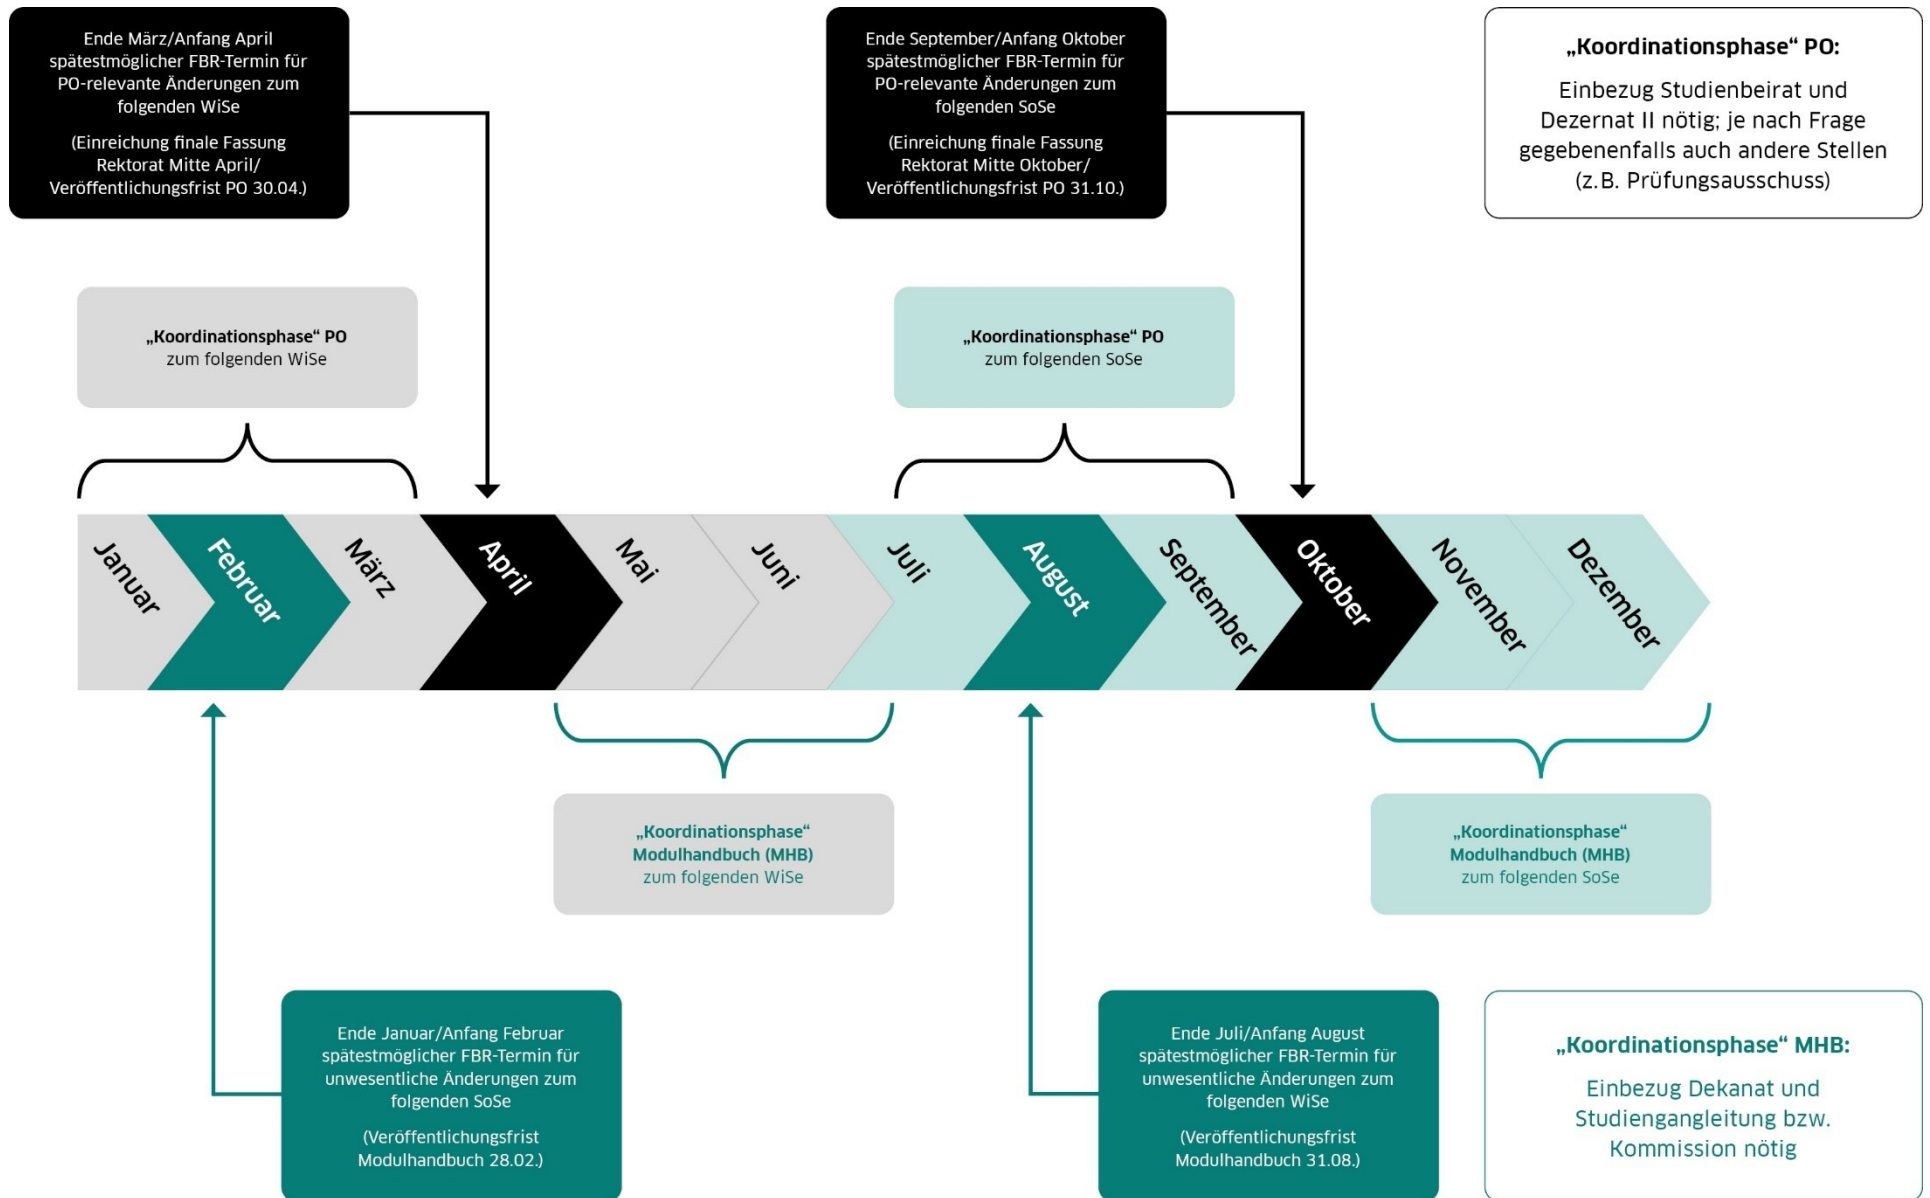 Ende März/Anfang April
spätestmöglicher FBR-Termin für
PO-relevante Änderungen zum
folgenden WiSe
(Einreichung finale Fassung
Rektorat Mitte April/
Veröffentlichungsfrist PO 30.04.)
Ende September/Anfang Oktober
spätestmöglicher FBR-Termin für
PO-relevante Änderungen zum
folgenden SoSe
(Einreichung finale Fassung
Rektorat Mitte Oktober/
Veröffentlichungsfrist PO 31.10.)
„Koordinationsphase“ PO:
Einbezug Studienbeirat und
Dezernat II nötig; je nach Frage
gegebenenfalls auch andere Stellen
(z.B. Prüfungsausschuss)
„Koordinationsphase“ PO
zum folgenden WiSe
„Koordinationsphase“ PO
zum folgenden SoSe
Januar
Februar
März
April
Mai
Juni
Juli
August
September
Oktober
November
Dezember
„Koordinationsphase“
Modulhandbuch (MHB)
zum folgenden WiSe
„Koordinationsphase“
Modulhandbuch (MHB)
zum folgenden SoSe
Ende Januar/Anfang Februar
spätestmöglicher FBR-Termin für
unwesentliche Änderungen zum
folgenden SoSe
(Veröffentlichungsfrist
Modulhandbuch 28.02.)
Ende Juli/Anfang August
spätestmöglicher FBR-Termin für
unwesentliche Änderungen zum
folgenden WiSe
(Veröffentlichungsfrist
Modulhandbuch 31.08.)
„Koordinationsphase“ MHB:
Einbezug Dekanat und
Studiengangleitung bzw.
Kommission nötig